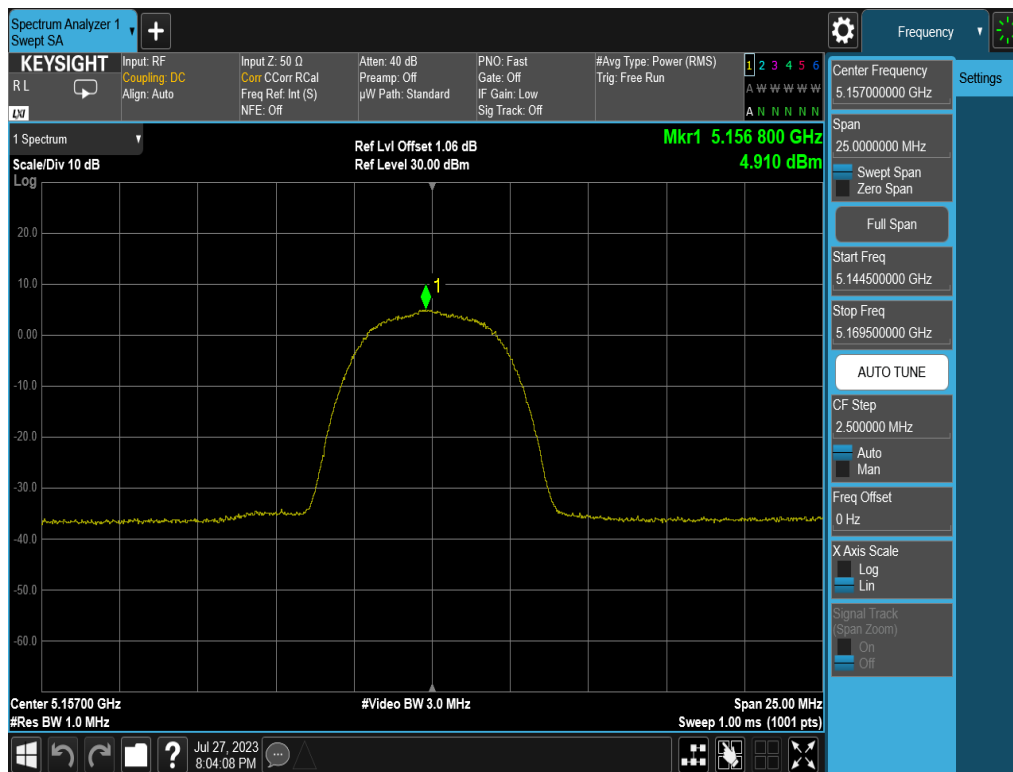 Spectrum Analyzer 1
Swept SA
+
Frequency
KEYSIGHT
R L
LXI
Input: RF
Coupling: DC
Align: Auto
Input Z: 50 Ω
Corr CCorr RCal
Freq Ref: Int (S)
NFE: Off
Atten: 40 dB
Preamp: Off
µW Path: Standard
PNO: Fast
Gate: Off
IF Gain: Low
Sig Track: Off
#Avg Type: Power (RMS)
Trig: Free Run
1 2 3 4 5 6
A W W W W W
A N N N N N
1 Spectrum
Scale/Div 10 dB
Log
Ref Lvl Offset 1.06 dB
Ref Level 30.00 dBm
Mkr1 5.156 800 GHz
4.910 dBm
20.0
10.0
0.00
-10.0
-20.0
-30.0
-40.0
-50.0
-60.0
1
Center 5.15700 GHz
#Res BW 1.0 MHz
#Video BW 3.0 MHz
Span 25.00 MHz
Sweep 1.00 ms (1001 pts)
Center Frequency
5.157000000 GHz
Settings
Span
25.0000000 MHz
Swept Span
Zero Span
Full Span
Start Freq
5.144500000 GHz
Stop Freq
5.169500000 GHz
AUTO TUNE
CF Step
2.500000 MHz
Auto
Man
Freq Offset
0 Hz
X Axis Scale
Log
Lin
Signal Track
(Span Zoom)
On
Off
?
Jul 27, 2023
8:04:08 PM